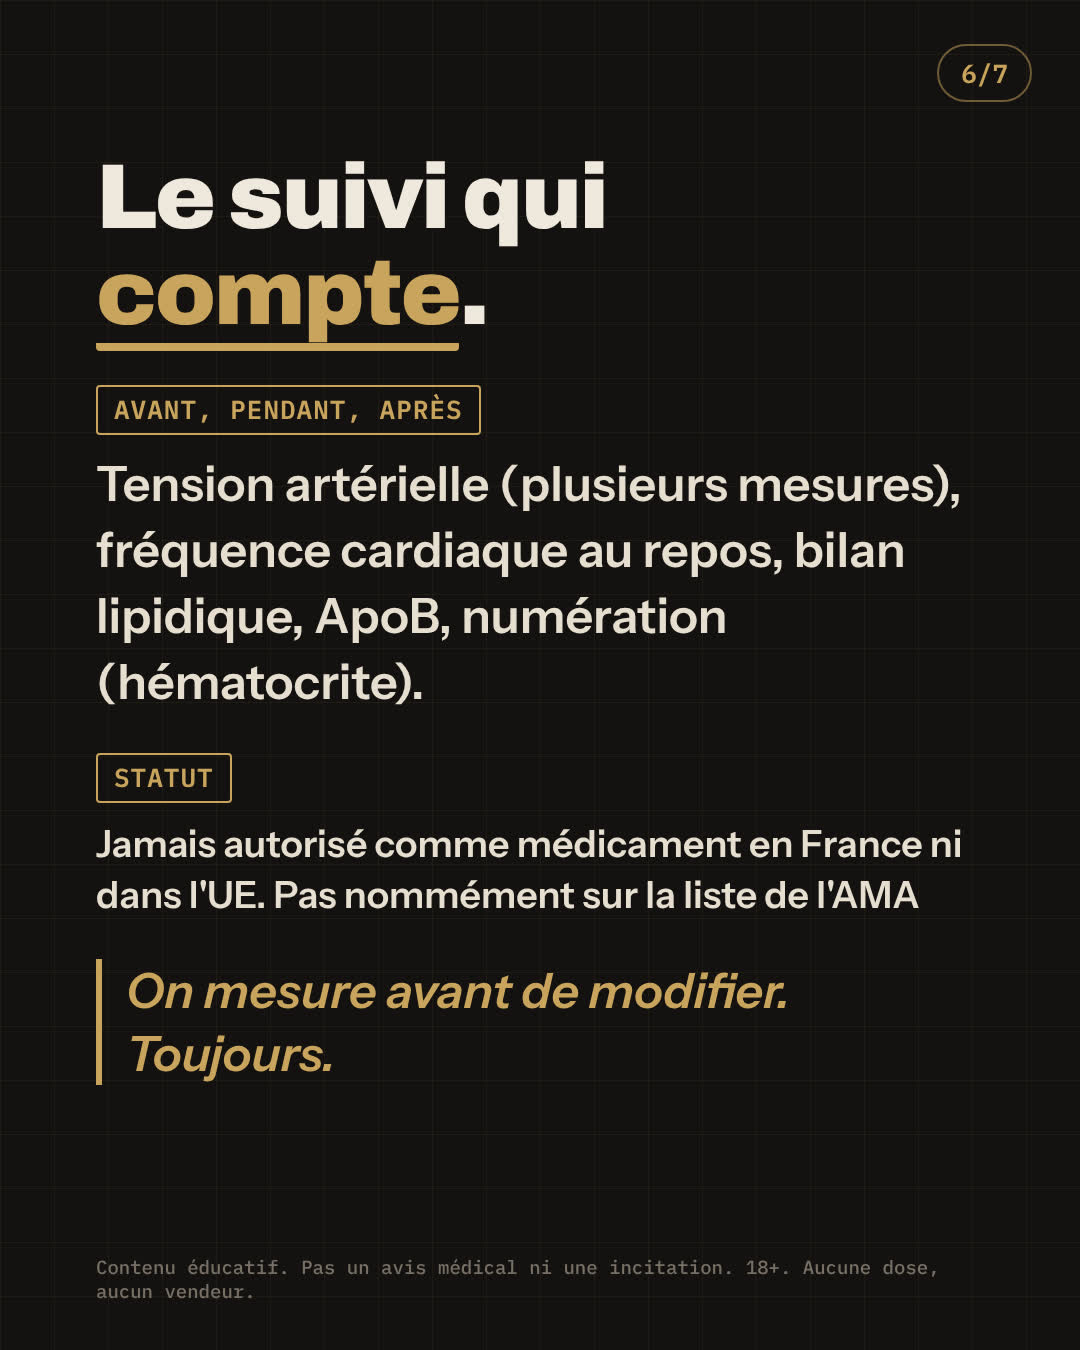 6/7
Le suivi qui
compte.
AVANT, PENDANT, APRÈS
Tension artérielle (plusieurs mesures),
fréquence cardiaque au repos, bilan
lipidique, ApoB, numération
(hématocrite).
STATUT
Jamais autorisé comme médicament en France ni
dans l'UE. Pas nommément sur la liste de l'AMA
On mesure avant de modifier.
Toujours.
Contenu éducatif. Pas un avis médical ni une incitation. 18+. Aucune dose,
aucun vendeur.